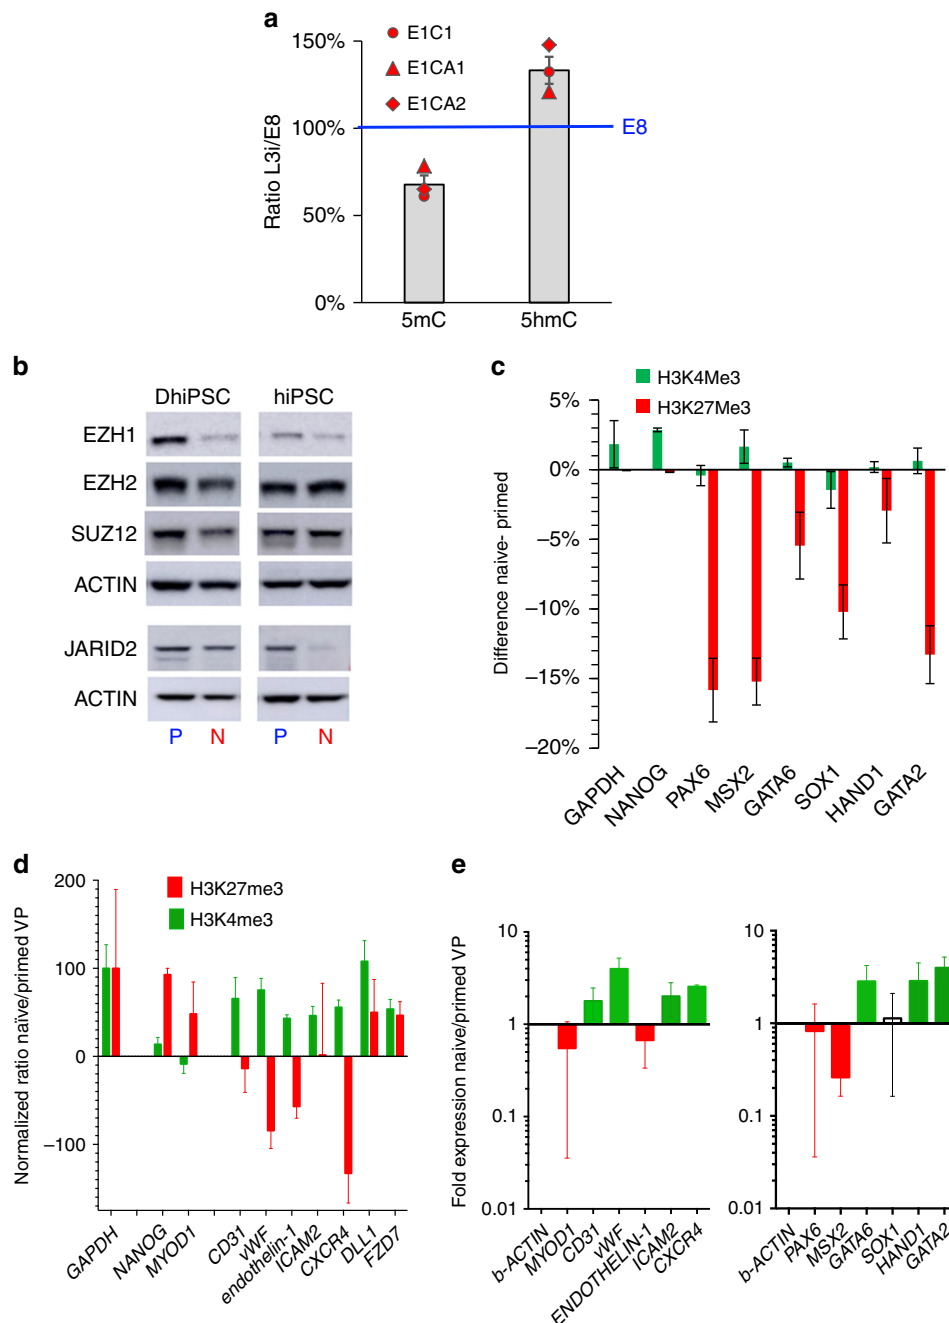 a
150%
100%
50%
0%
Ratio L3i/E8
E1C1
E1CA1
E1CA2
E8
5mC
5hmC
b
DhiPSC
hiPSC
EZH1
EZH2
SUZ12
ACTIN
JARID2
ACTIN
P
N
P
N
c
H3K4Me3
H3K27Me3
5%
0%
−5%
−10%
−15%
−20%
Difference naive- primed
GAPDH
NANOG
PAX6
MSX2
GATA6
SOX1
HAND1
GATA2
d
H3K27me3
H3K4me3
200
100
0
−100
Normalized ratio naïve/primed VP
GAPDH
NANOG
MYOD1
CD31
vWF
endothelin-1
ICAM2
CXCR4
DLL1
FZD7
e
10
1
0.1
0.01
Fold expression naive/primed VP
b-ACTIN
MYOD1
CD31
vWF
ENDOTHELIN-1
ICAM2
CXCR4
10
1
0.1
0.01
b-ACTIN
PAX6
MSX2
GATA6
SOX1
HAND1
GATA2